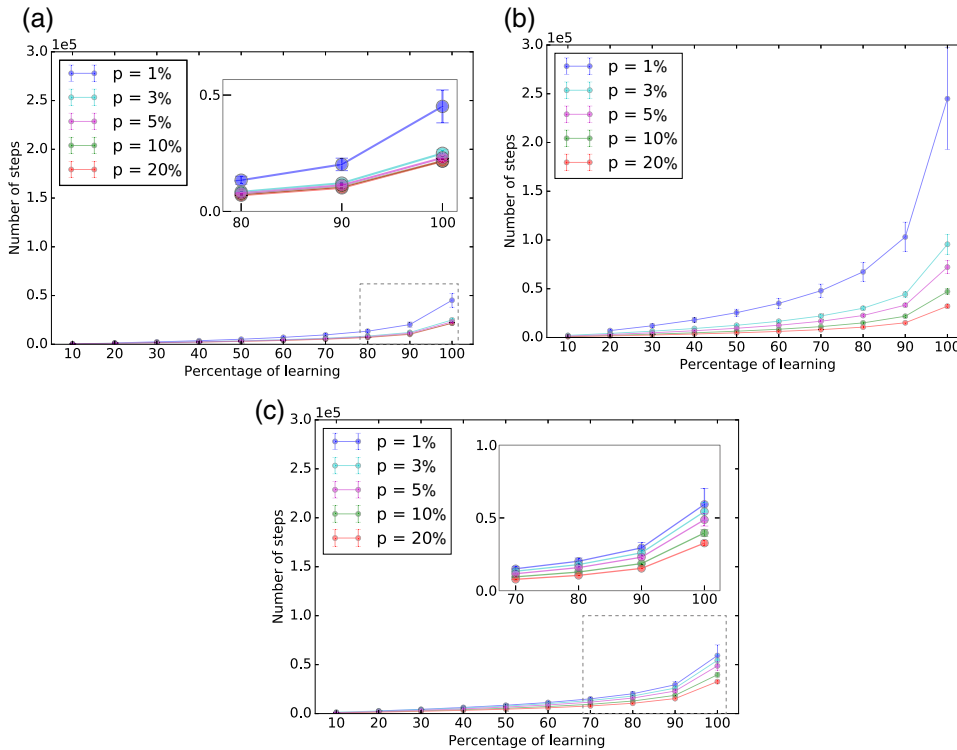 (a)
1e5
3.0
2.5
2.0
1.5
1.0
0.5
0.0
Number of steps
p = 1%
p = 3%
p = 5%
p = 10%
p = 20%
0.5
0.0
80 90 100
10 20 30 40 50 60 70 80 90 100
Percentage of learning
(b)
1e5
3.0
2.5
2.0
1.5
1.0
0.5
0.0
Number of steps
p = 1%
p = 3%
p = 5%
p = 10%
p = 20%
10 20 30 40 50 60 70 80 90 100
Percentage of learning
(c)
1e5
3.0
2.5
2.0
1.5
1.0
0.5
0.0
Number of steps
p = 1%
p = 3%
p = 5%
p = 10%
p = 20%
1.0
0.5
0.0
70 80 90 100
10 20 30 40 50 60 70 80 90 100
Percentage of learning